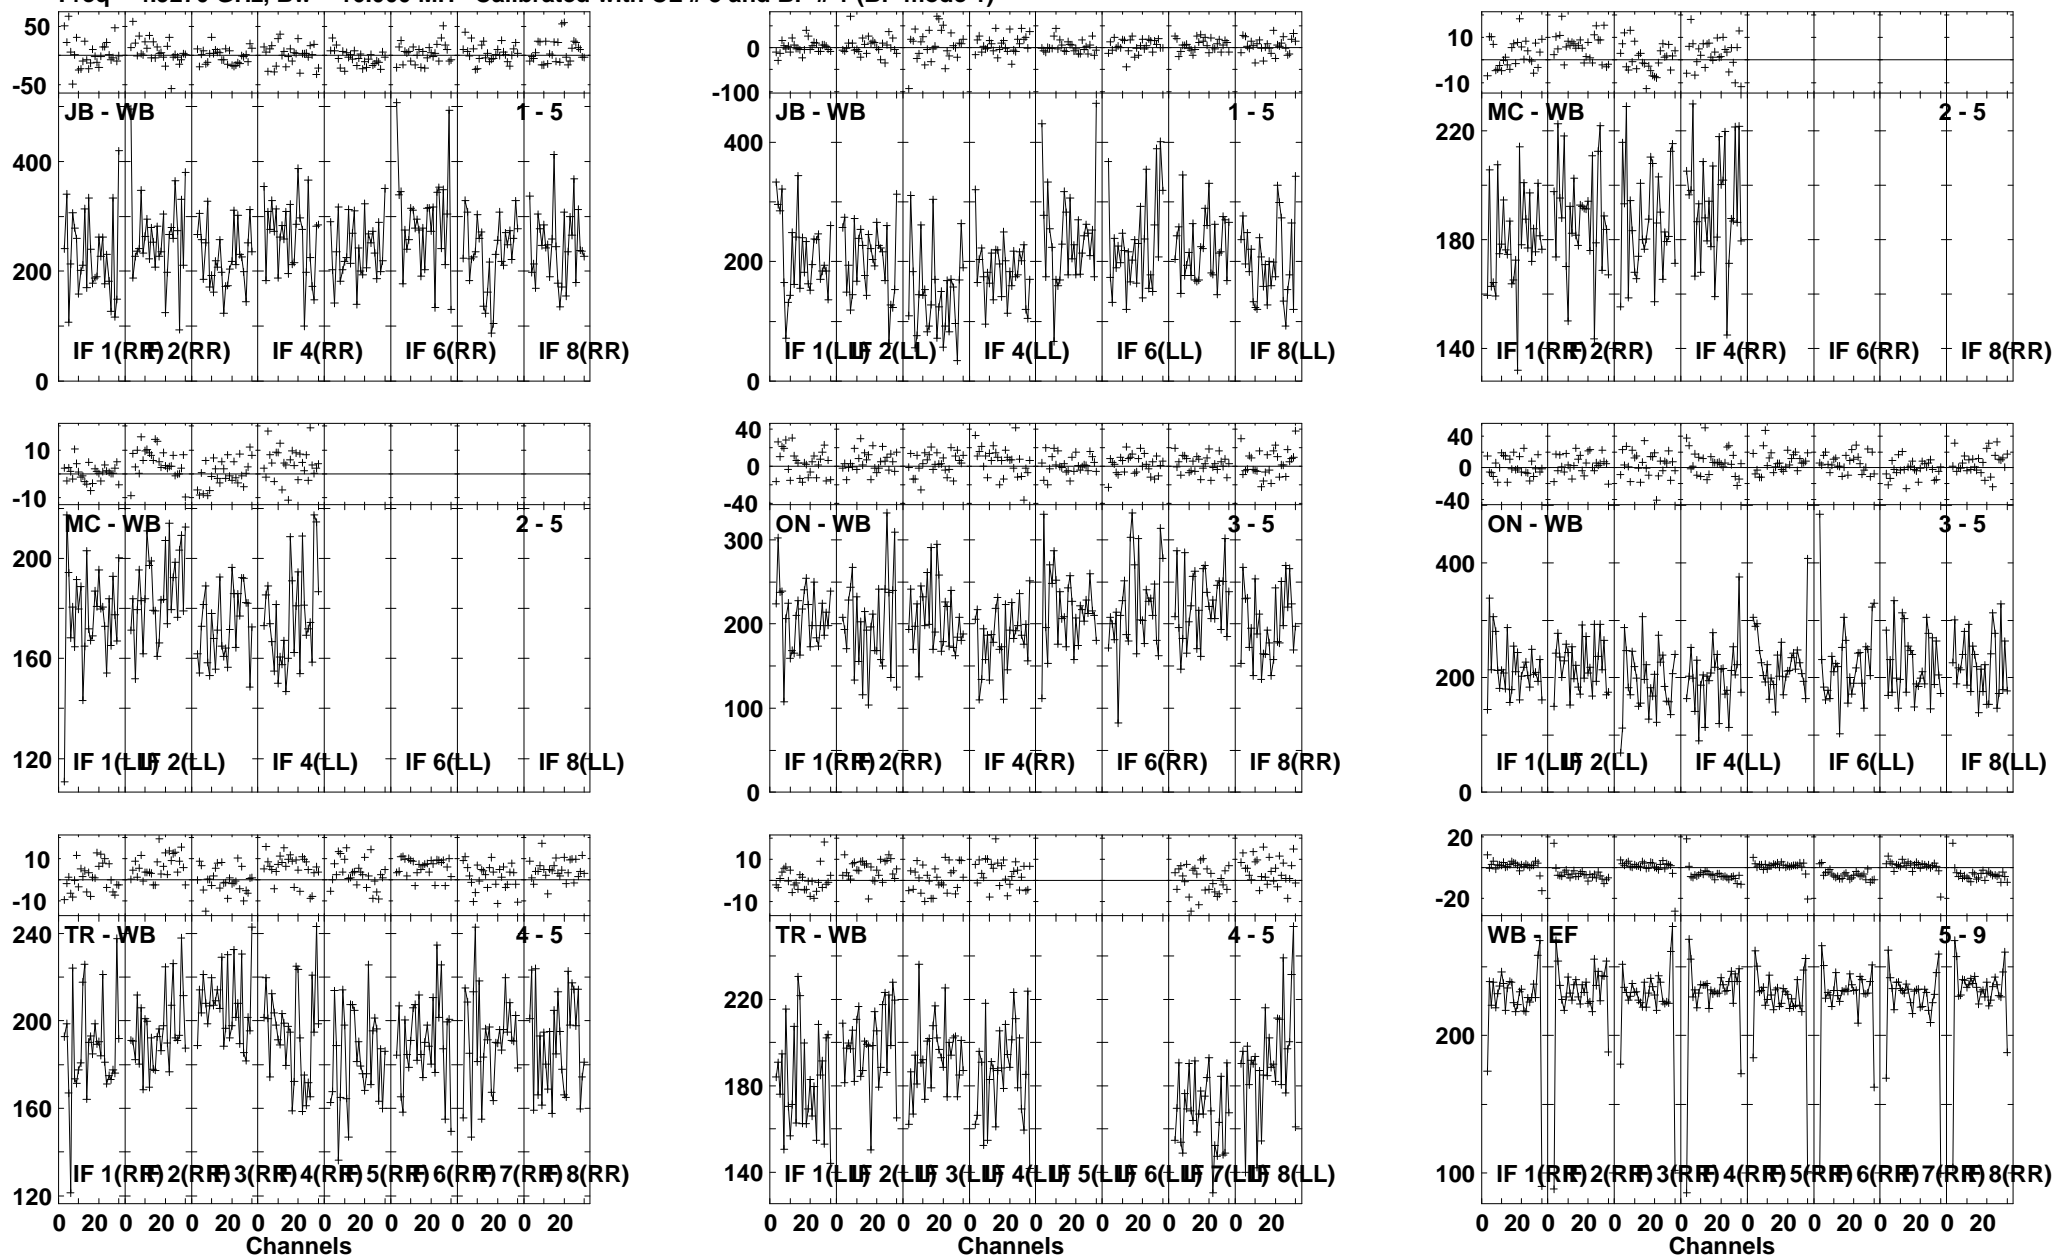 50
-50
JB - WB 1 - 5
400
200
0
IF 1(RR) IF 2(RR) IF 4(RR) IF 6(RR) IF 8(RR)
0
-100
JB - WB 1 - 5
400
200
0
IF 1(LL) IF 2(LL) IF 4(LL) IF 6(LL) IF 8(LL)
10
-10
MC - WB 2 - 5
220
180
140
IF 1(RR) IF 2(RR) IF 4(RR) IF 6(RR) IF 8(RR)
10
-10
MC - WB 2 - 5
200
160
120
IF 1(LL) IF 2(LL) IF 4(LL) IF 6(LL) IF 8(LL)
40
0
-40
ON - WB 3 - 5
300
200
100
0
IF 1(RR) IF 2(RR) IF 4(RR) IF 6(RR) IF 8(RR)
40
0
-40
ON - WB 3 - 5
400
200
0
IF 1(LL) IF 2(LL) IF 4(LL) IF 6(LL) IF 8(LL)
10
-10
TR - WB 4 - 5
240
200
160
120
IF 1(RR) IF 2(RR) IF 3(RR) IF 4(RR) IF 5(RR) IF 6(RR) IF 7(RR) IF 8(RR)
0 20 0 20 0 20 0 20 0 20 0 20 0 20 0 20
Channels
10
-10
TR - WB 4 - 5
220
180
140
IF 1(LL) IF 2(LL) IF 3(LL) IF 4(LL) IF 5(LL) IF 6(LL) IF 7(LL) IF 8(LL)
0 20 0 20 0 20 0 20 0 20 0 20 0 20 0 20
Channels
20
-20
WB - EF 5 - 9
200
100
IF 1(RR) IF 2(RR) IF 3(RR) IF 4(RR) IF 5(RR) IF 6(RR) IF 7(RR) IF 8(RR)
0 20 0 20 0 20 0 20 0 20 0 20 0 20 0 20
Channels